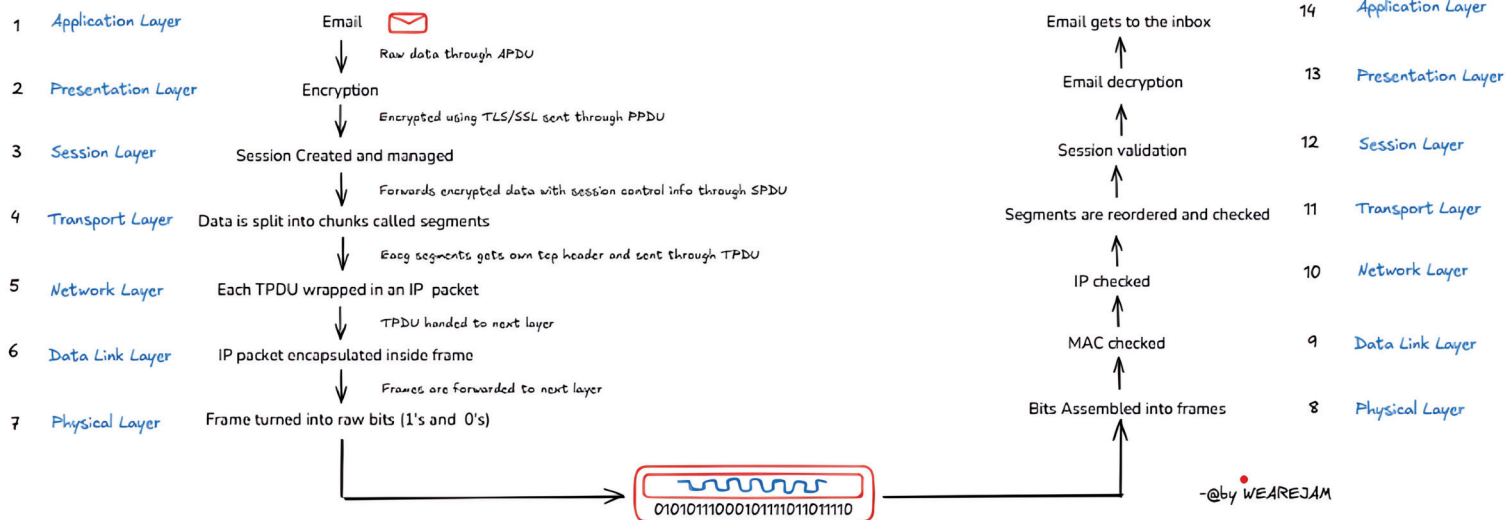 1 Application Layer Email
Raw data through APDU
2 Presentation Layer Encryption
Encrypted using TLS/SSL sent through PPDU
3 Session Layer Session Created and managed
Forwards encrypted data with session control info through SPDU
4 Transport Layer Data is split into chunks called segments
Eacg segments gets own tcp header and sent through TPDU
5 Network Layer Each TPDU wrapped in an IP packet
TPDU handed to next layer
6 Data Link Layer IP packet encapsulated inside frame
Frames are forwarded to next layer
7 Physical Layer Frame turned into raw bits (1's and 0's)
010101110001011110110111110
Email gets to the inbox 14 Application Layer
Email decryption 13 Presentation Layer
Session validation 12 Session Layer
Segments are reordered and checked 11 Transport Layer
IP checked 10 Network Layer
MAC checked 9 Data Link Layer
Bits Assembled into frames 8 Physical Layer
-@by WEAREJAM